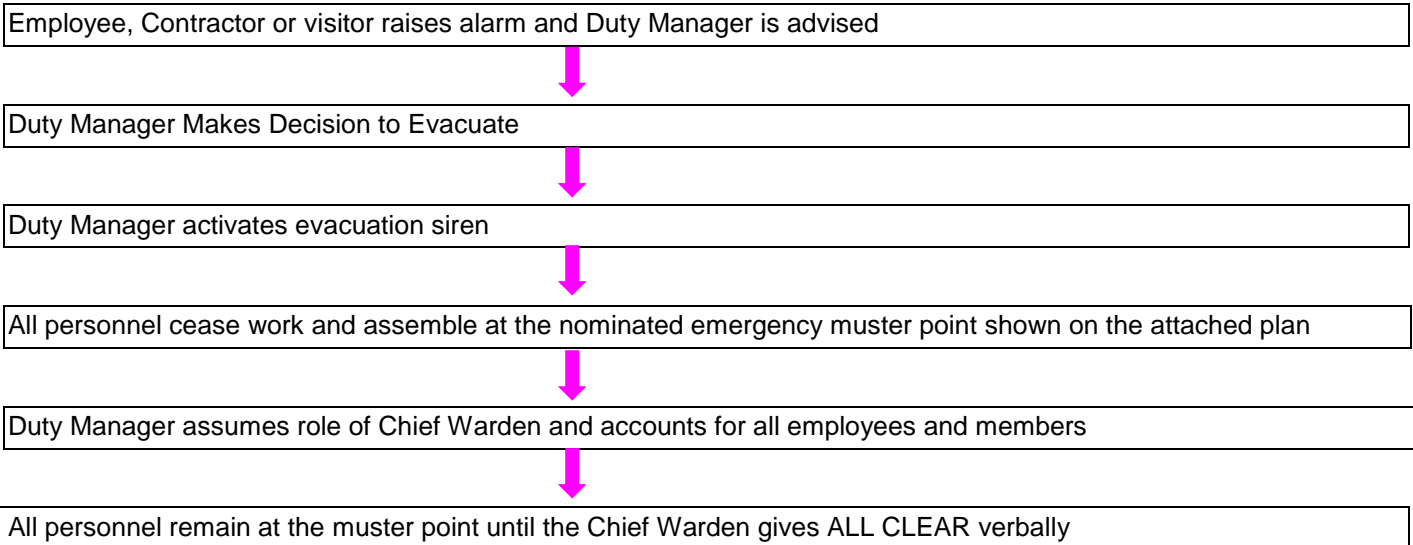 Employee, Contractor or visitor raises alarm and Duty Manager is advised
Duty Manager Makes Decision to Evacuate
Duty Manager activates evacuation siren
All personnel cease work and assemble at the nominated emergency muster point shown on the attached plan
Duty Manager assumes role of Chief Warden and accounts for all employees and members
All personnel remain at the muster point until the Chief Warden gives ALL CLEAR verbally